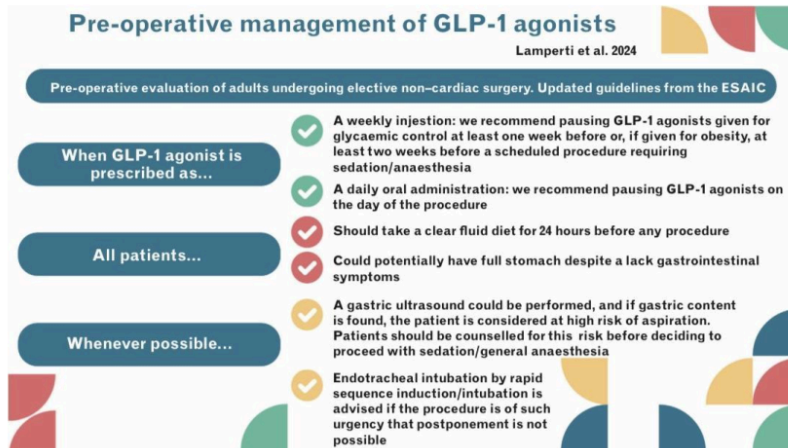 Pre-operative management of GLP-1 agonists
Lamperti et al. 2024
Pre-operative evaluation of adults undergoing elective non–cardiac surgery. Updated guidelines from the ESAIC
When GLP-1 agonist is
prescribed as...
A weekly injestion: we recommend pausing GLP-1 agonists given for
glycaemic control at least one week before or, if given for obesity, at
least two weeks before a scheduled procedure requiring
sedation/anaesthesia
A daily oral administration: we recommend pausing GLP-1 agonists on
the day of the procedure
All patients...
Should take a clear fluid diet for 24 hours before any procedure
Could potentially have full stomach despite a lack gastrointestinal
symptoms
Whenever possible...
A gastric ultrasound could be performed, and if gastric content
is found, the patient is considered at high risk of aspiration.
Patients should be counselled for this risk before deciding to
proceed with sedation/general anaesthesia
Endotracheal intubation by rapid
sequence induction/intubation is
advised if the procedure is of such
urgency that postponement is not
possible